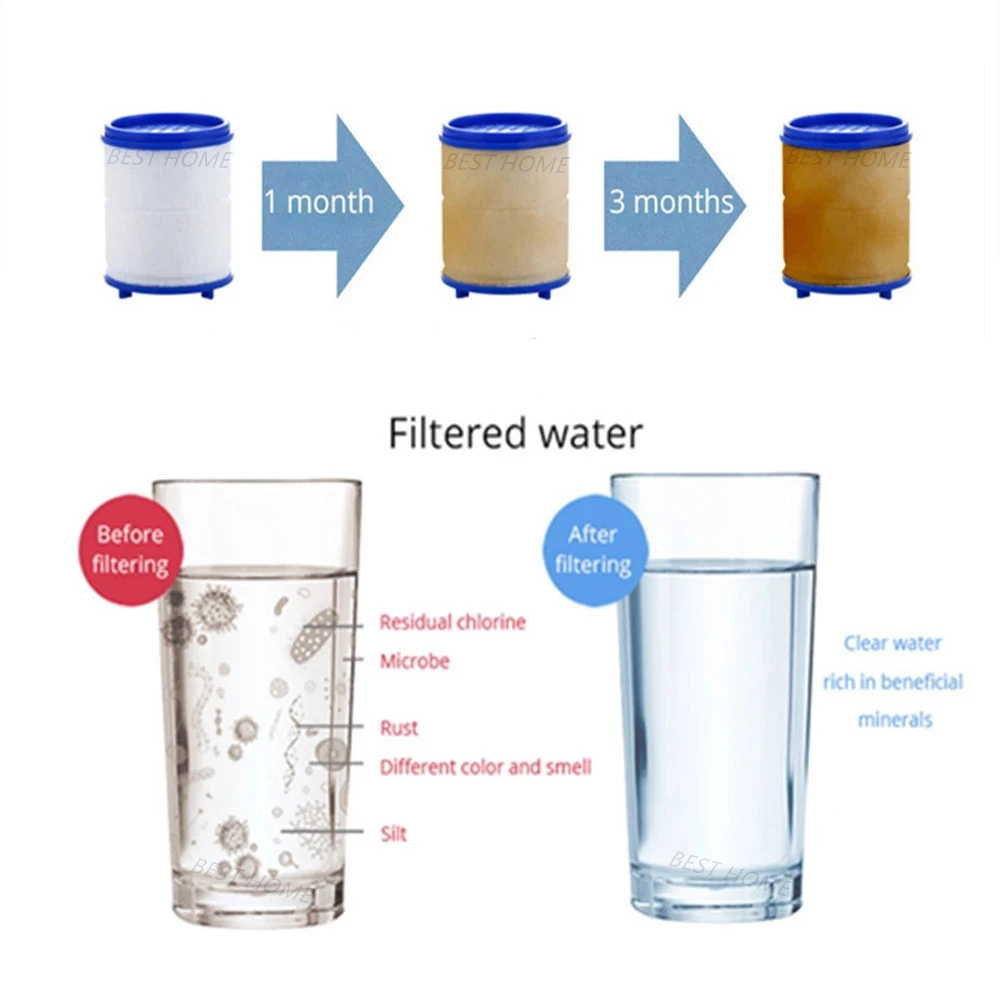 BEST HOME
BEST HOME
BEST HOME
1 month
3 months
Filtered water
Before
filtering
Residual chlorine
Microbe
Rust
Different color and smell
Silt
BEST HOME
After
filtering
Clear water
rich in beneficial
minerals
BEST HOME